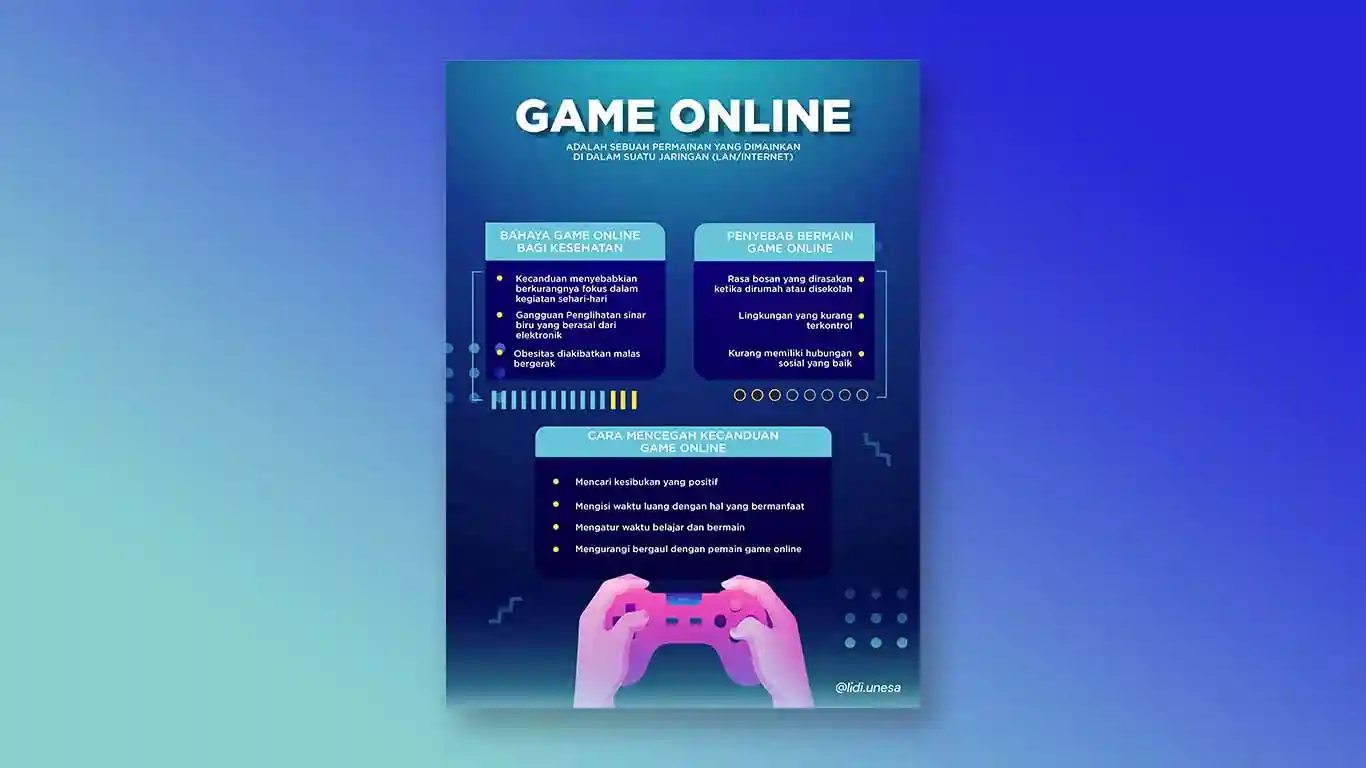 GAME ONLINE
ADALAH SEBUAH PERMAINAN YANG DIMAINKAN
DI DALAM SUATU JARINGAN (LAN/INTERNET)
BAHAYA GAME ONLINE
BAGI KESEHATAN
Kecanduan menyebabkian
berkurangnya fokus dalam
kegiatan sehari-hari
Gangguan Penglihatan sinar
biru yang berasal dari
elektronik
Obesitas diakibatkan malas
bergerak
PENYEBAB BERMAIN
GAME ONLINE
Rasa bosan yang dirasakan
ketika dirumah atau disekolah
Lingkungan yang kurang
terkontrol
Kurang memiliki hubungan
sosial yang baik
CARA MENCEGAH KECANDUAN
GAME ONLINE
Mencari kesibukan yang positif
Mengisi waktu luang dengan hal yang bermanfaat
Mengatur waktu belajar dan bermain
Mengurangi bergaul dengan pemain game online
@lidi.unesa